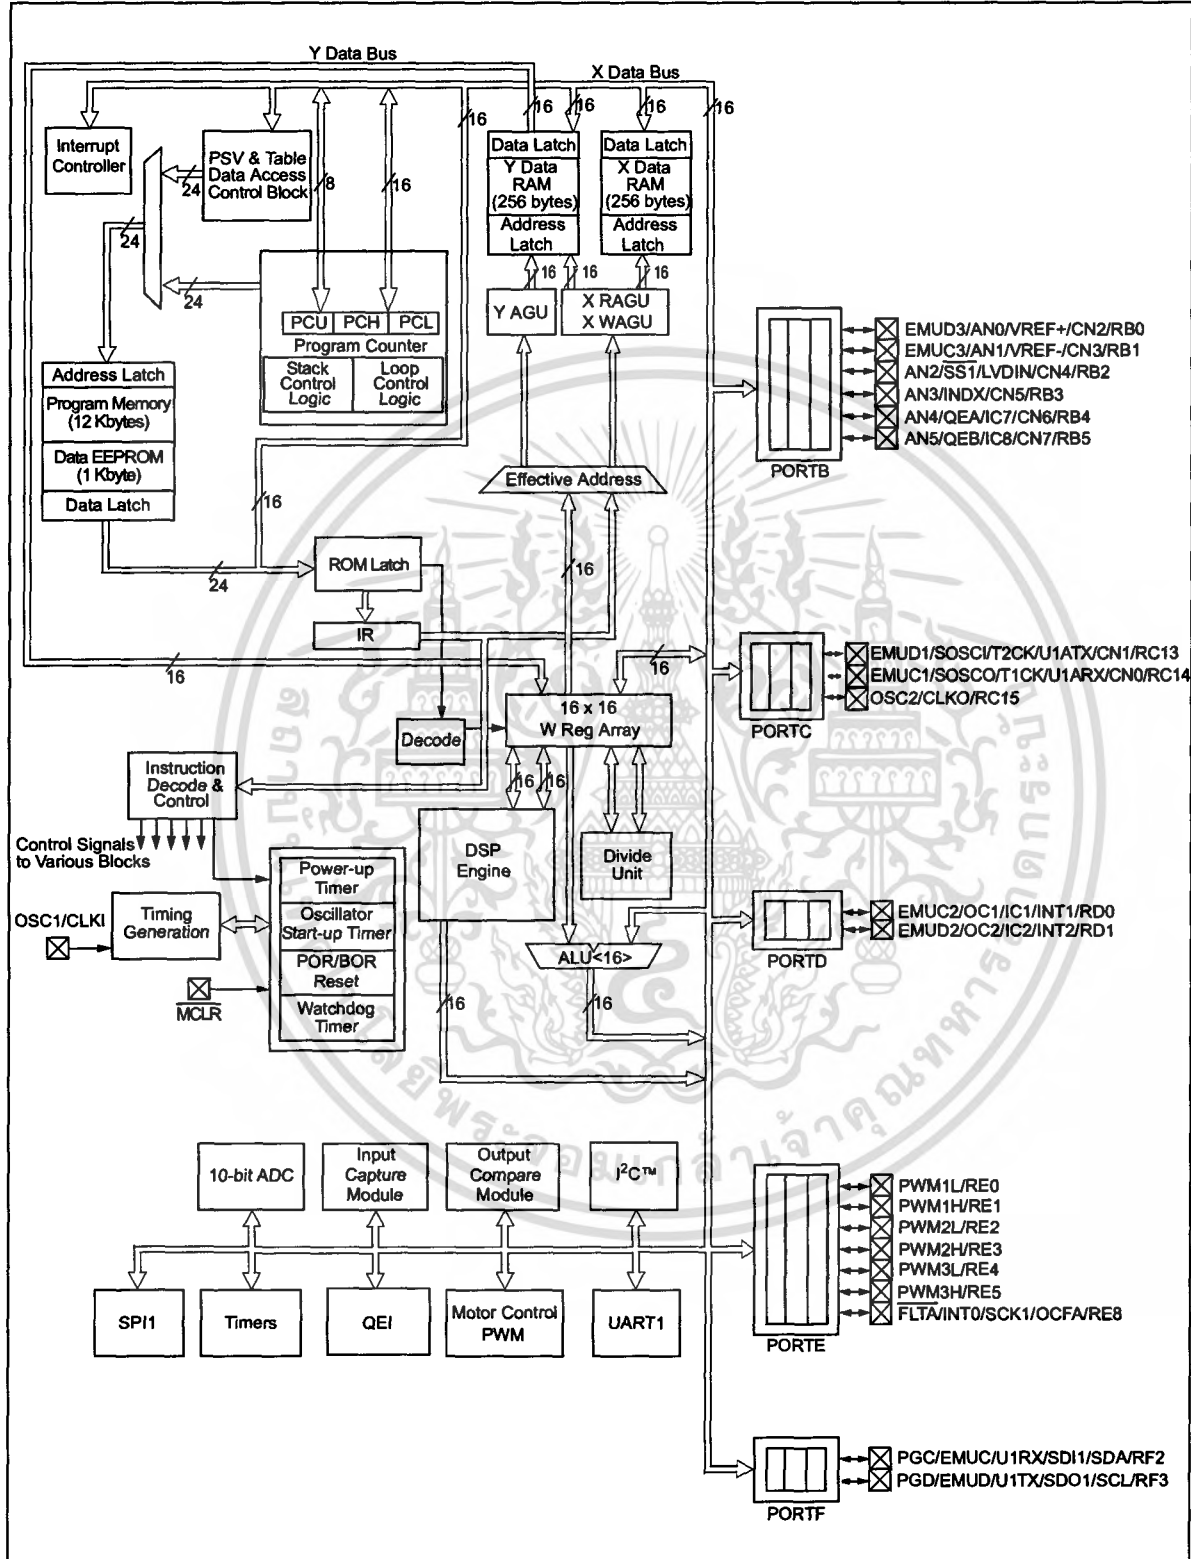 Y Data Bus
X Data Bus
16
16
16
16
16
Interrupt
Controller
PSV & Table
Data Access
Control Block
24
24
8
16
Data Latch
Y Data
RAM
(256 bytes)
Address
Latch
Data Latch
X Data
RAM
(256 bytes)
Address
Latch
16
16
16
24
Y AGU
X RAGU
X WAGU
PCU PCH PCL
Program Counter
Stack
Control
Logic
Loop
Control
Logic
Address Latch
Program Memory
(12 Kbytes)
Data EEPROM
(1 Kbyte)
Data Latch
Effective Address
16
24
ROM Latch
16
IR
16
16
16 x 16
W Reg Array
Decode
Instruction
Decode &
Control
16
16
Control Signals
to Various Blocks
DSP
Engine
Divide
Unit
Power-up
Timer
Oscillator
Start-up Timer
POR/BOR
Reset
Watchdog
Timer
OSC1/CLKI
Timing
Generation
MCLR
ALU<16>
16
16
EMUD3/AN0/VREF+/CN2/RB0
EMUC3/AN1/VREF-/CN3/RB1
AN2/SS1/LVDIN/CN4/RB2
AN3/INDX/CN5/RB3
AN4/QEA/IC7/CN6/RB4
AN5/QEB/IC8/CN7/RB5
PORTB
EMUD1/SOSCI/T2CK/U1ATX/CN1/RC13
EMUC1/SOSCO/T1CK/U1ARX/CN0/RC14
OSC2/CLKO/RC15
PORTC
EMUC2/OC1/IC1/INT1/RD0
EMUD2/OC2/IC2/INT2/RD1
PORTD
10-bit ADC
Input
Capture
Module
Output
Compare
Module
I²C™
SPI1
Timers
QEI
Motor Control
PWM
UART1
PWM1L/RE0
PWM1H/RE1
PWM2L/RE2
PWM2H/RE3
PWM3L/RE4
PWM3H/RE5
FLTA/INT0/SCK1/OCFA/RE8
PORTE
PGC/EMUC/U1RX/SDI1/SDA/RF2
PGD/EMUD/U1TX/SDO1/SCL/RF3
PORTF